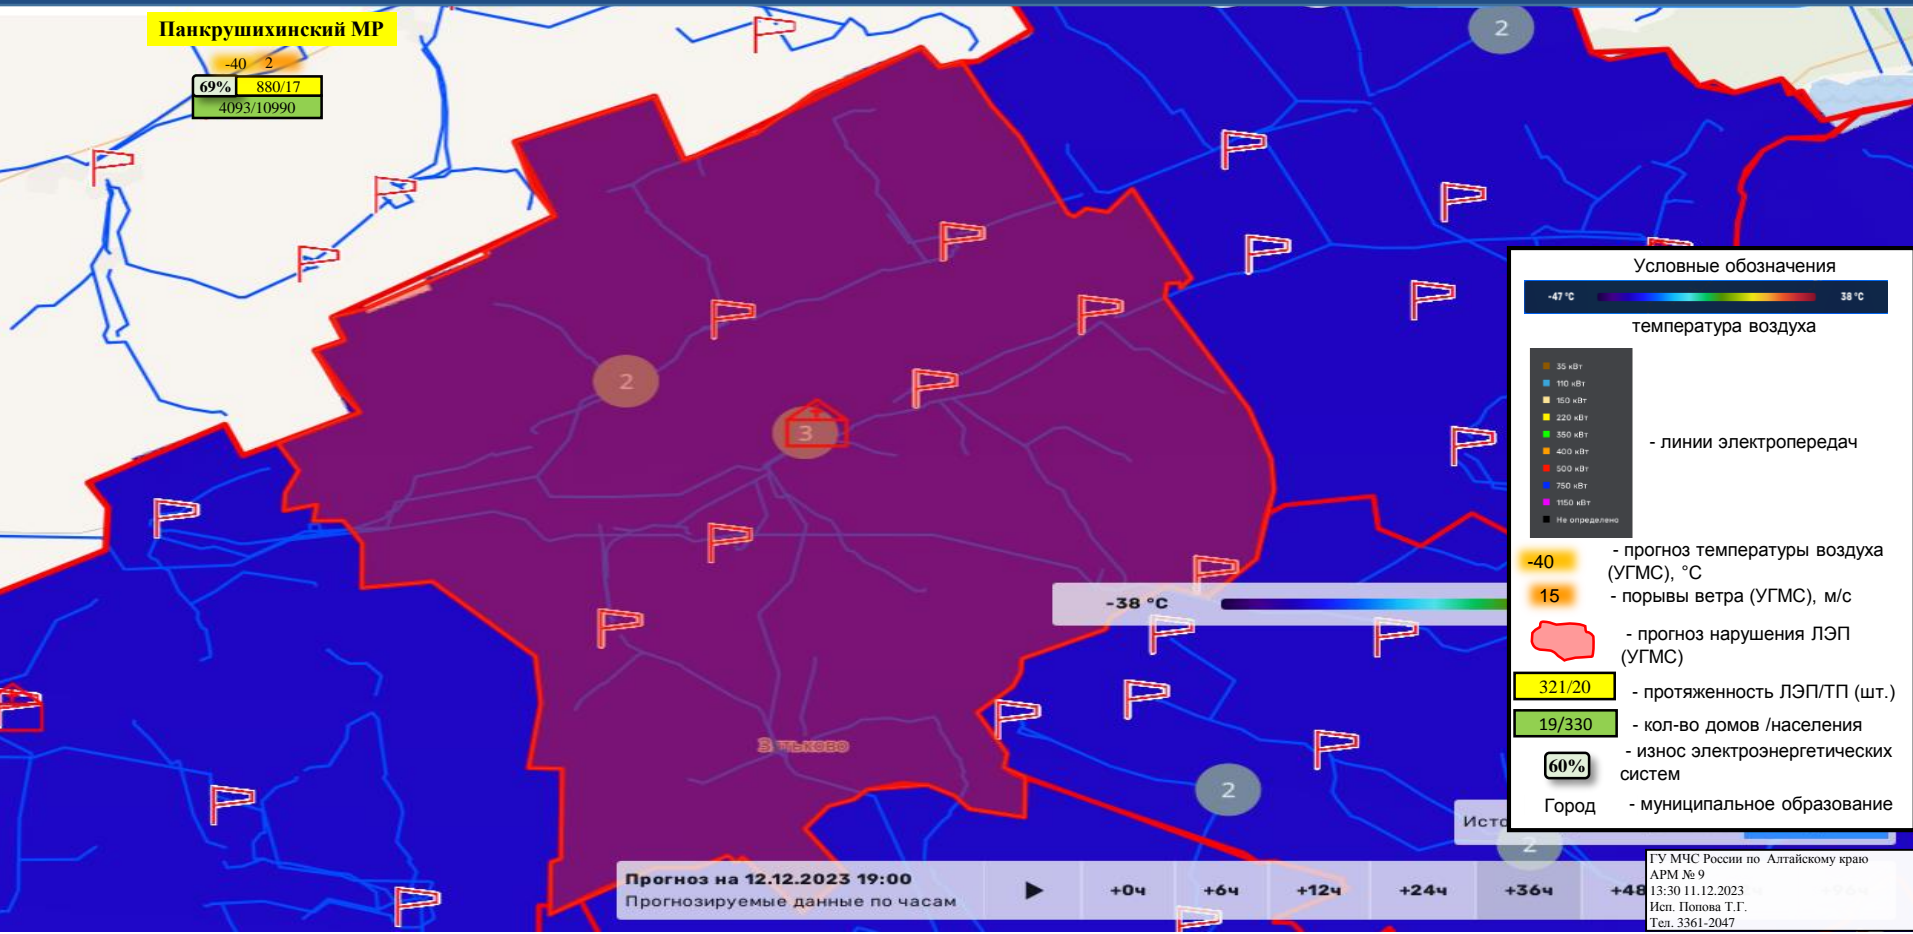 Панкрушихинский МР
-40 2
69% 880/17
4093/10990
2
2
3
2
2
-38 °C
Прогноз на 12.12.2023 19:00
Прогнозируемые данные по часам
+0ч +6ч +12ч +24ч +36ч +48
Условные обозначения
-47 °C 38 °C
температура воздуха
35 кВт
110 кВт
150 кВт
220 кВт
350 кВт
400 кВт
500 кВт
750 кВт
1150 кВт
Не определено
- линии электропередач
-40 - прогноз температуры воздуха
(УГМС), °С
15 - порывы ветра (УГМС), м/с
- прогноз нарушения ЛЭП
(УГМС)
321/20 - протяженность ЛЭП/ТП (шт.)
19/330 - кол-во домов /населения
60% - износ электроэнергетических
систем
Город - муниципальное образование
Исто
ГУ МЧС России по Алтайскому краю
АРМ № 9
13:30 11.12.2023
Исп. Попова Т.Г.
Тел. 3361-2047